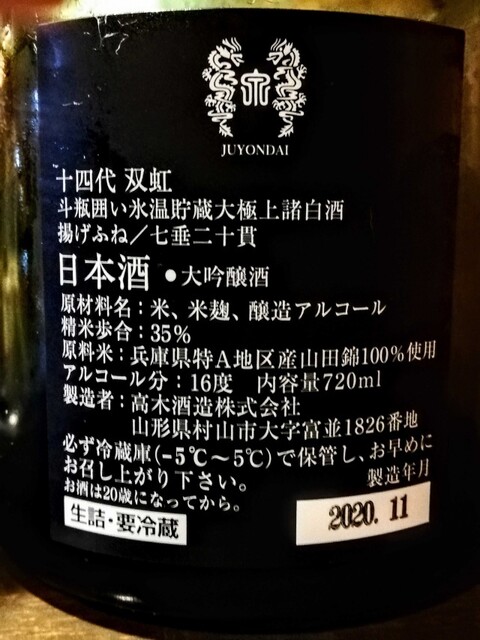 JUYONDAI
十四代 双虹
斗瓶囲い氷温貯蔵大極上諸白酒
揚げふね/七垂二十貫
日本酒 ●大吟醸酒
原材料名:米、米麹、醸造アルコール
精米歩合:35%
原料米:兵庫県特A地区産山田錦100%使用
アルコール分:16度 内容量720ml
製造者:高木酒造株式会社
山形県村山市大字富並1826番地
必ず冷蔵庫(-5℃~5℃)で保管し、お早めに
お召し上がり下さい。
製造年月
お酒は20歳になってから。
生詰・要冷蔵
2020. 11